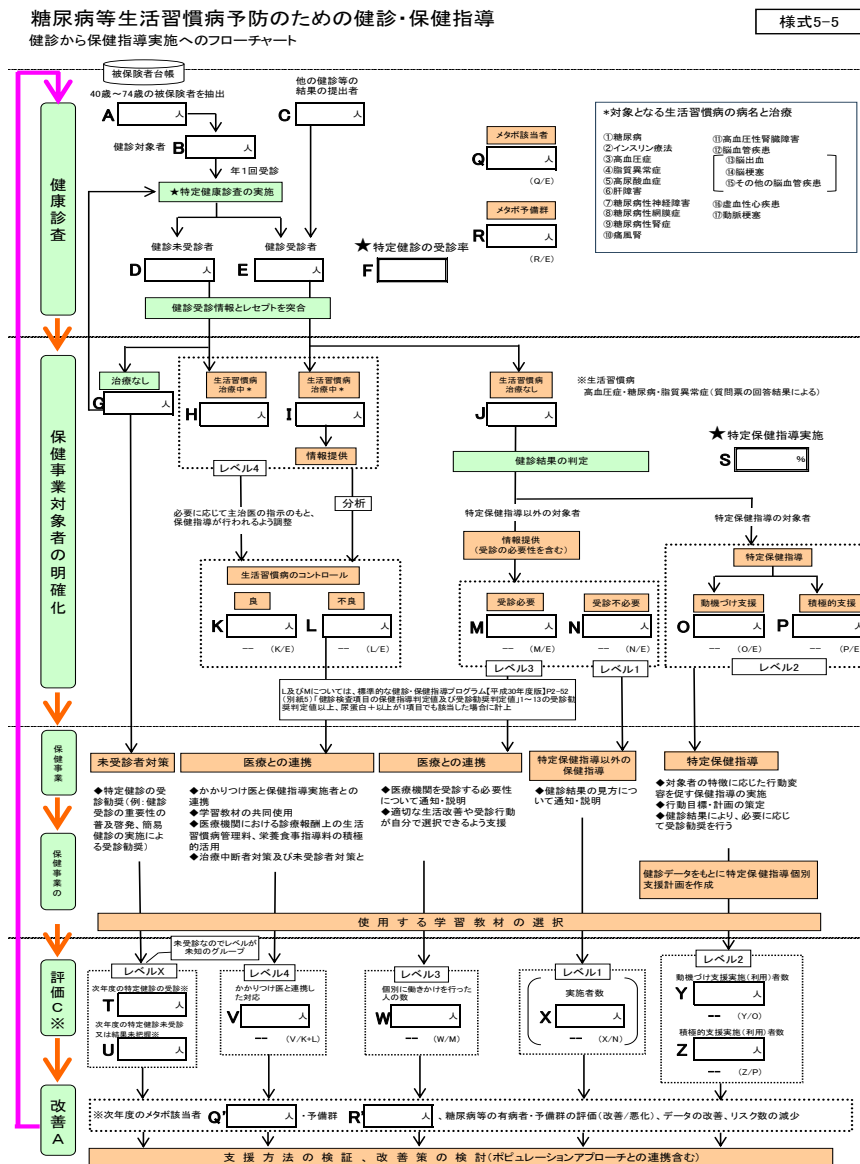 糖尿病等生活習慣病予防のための健診・保健指導
様式5-5
健診から保健指導実施へのフローチャート
被保険者台帳
40歳~74歳の被保険者を抽出
他の健診等の
結果の提出者
A 人
C 人
健診対象者 B 人
年1回受診
★特定健康診査の実施
健診未受診者
健診受診者
D 人
E 人
★特定健診の受診率
F
メタボ該当者
Q 人
(Q/E)
メタボ予備群
R 人
(R/E)
*対象となる生活習慣病の病名と治療
①糖尿病
②インスリン療法
③高血圧症
④脂質異常症
⑤高尿酸血症
⑥肝障害
⑦糖尿病性神経障害
⑧糖尿病性網膜症
⑨糖尿病性腎症
⑩痛風腎
⑪高血圧性腎臓障害
⑫脳血管疾患
⑬脳出血
⑭脳梗塞
⑮その他の脳血管疾患
⑯虚血性心疾患
⑰動脈梗塞
健康診査
健診受診情報とレセプトを突合
保健事業対象者の明確化
治療なし
G 人
生活習慣病
治療中*
H 人
生活習慣病
治療中*
I 人
情報提供
レベル4
生活習慣病
治療なし
J 人
※生活習慣病
高血圧症・糖尿病・脂質異常症(質問票の回答結果による)
★特定保健指導実施
S %
健診結果の判定
必要に応じて主治医の指示のもと、
保健指導が行われるよう調整
分析
特定保健指導以外の対象者
特定保健指導の対象者
情報提供
(受診の必要性を含む)
特定保健指導
生活習慣病のコントロール
良
不良
K 人
L 人
-- (K/E)
-- (L/E)
受診必要
受診不必要
M 人
N 人
-- (M/E)
-- (N/E)
レベル3
レベル1
動機づけ支援
積極的支援
O 人
P 人
-- (O/E)
-- (P/E)
レベル2
L及びMについては、標準的な健診・保健指導プログラム【平成30年度版】P2-52
(別紙5)「健診検査項目の保健指導判定値及び受診勧奨判定値」1~13の受診勧
奨判定値以上、尿蛋白+以上が1項目でも該当した場合に計上
保健事業
未受診者対策
医療との連携
医療との連携
特定保健指導以外の
保健指導
特定保健指導
◆特定健診の受
診勧奨(例:健診
受診の重要性の
普及啓発、簡易
健診の実施によ
る受診勧奨)
◆かかりつけ医と保健指導実施者との
連携
◆学習教材の共同使用
◆医療機関における診療報酬上の生活
習慣病管理料、栄養食事指導料の積極
的活用
◆治療中断者対策及び未受診者対策と
◆医療機関を受診する必要性
について通知・説明
◆適切な生活改善や受診行動
が自分で選択できるよう支援
◆健診結果の見方につ
いて通知・説明
◆対象者の特徴に応じた行動変
容を促す保健指導の実施
◆行動目標・計画の策定
◆健診結果により、必要に応じ
て受診勧奨を行う
保健事業の
健診データをもとに特定保健指導個別
支援計画を作成
使用する学習教材の選択
評価C※
未受診なのでレベルが
未知のグループ
レベルX
次年度の特定健診の受診※
T 人
次年度の特定健診未受診
又は結果未把握※
U 人
レベル4
かかりつけ医と連携し
た対応
V 人
-- (V/K+L)
レベル3
個別に働きかけを行った
人の数
W 人
-- (W/M)
レベル1
実施者数
X 人
-- (X/N)
レベル2
動機づけ支援実施(利用)者数
Y 人
-- (Y/O)
積極的支援実施(利用)者数
Z 人
-- (Z/P)
改善A
※次年度のメタボ該当者 Q' 人 ・予備群 R' 人 、糖尿病等の有病者・予備群の評価(改善/悪化)、データの改善、リスク数の減少
支援方法の検証、改善策の検討(ポピュレーションアプローチとの連携含む)